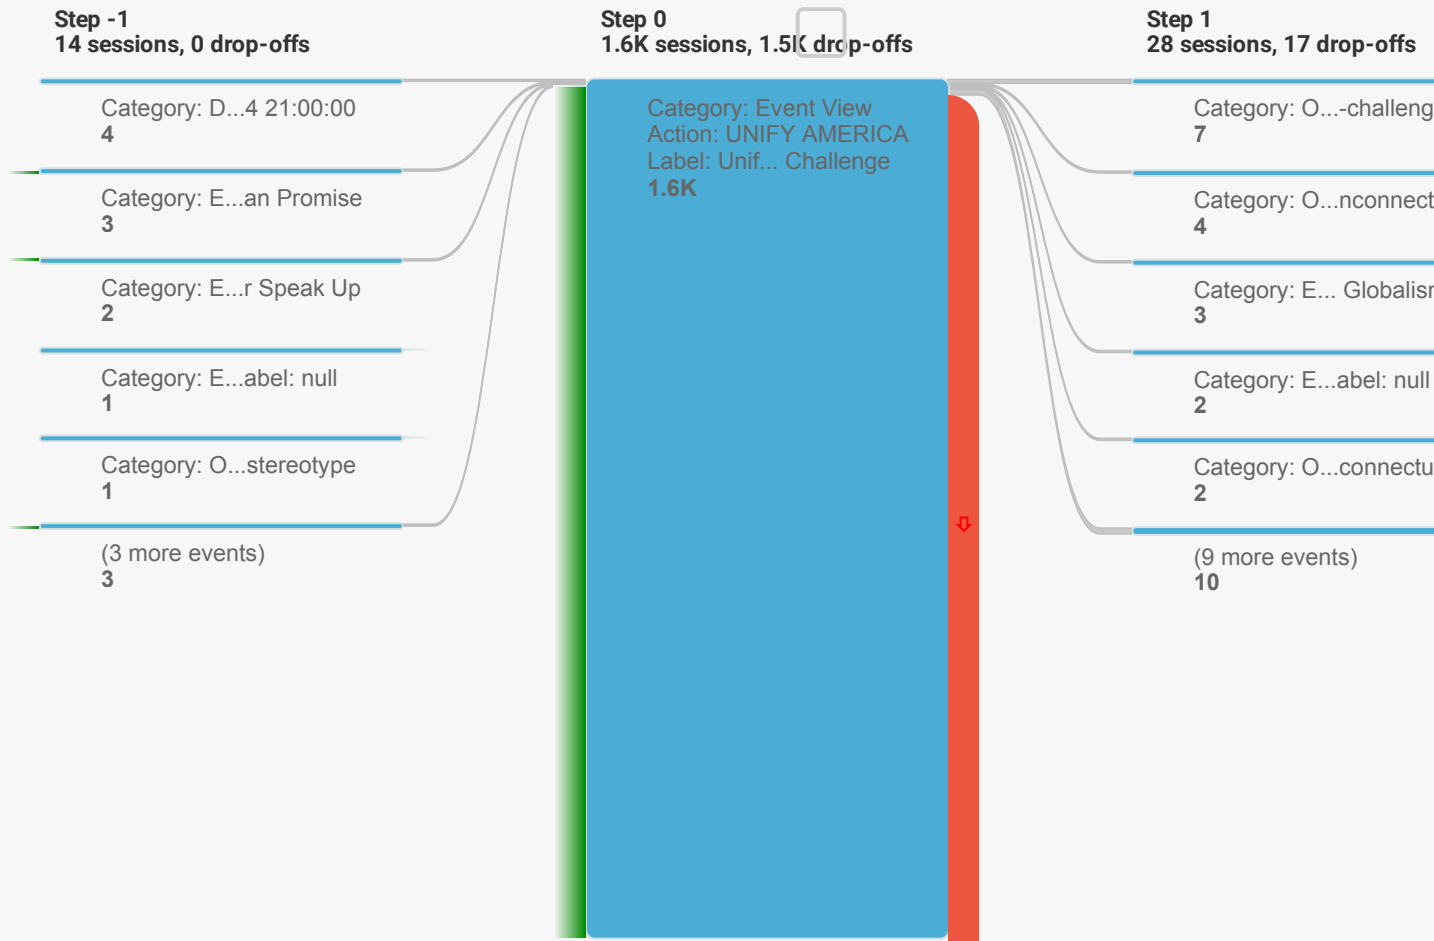 Step -1
14 sessions, 0 drop-offs
Category: D...4 21:00:00
4
Category: E...an Promise
3
Category: E...r Speak Up
2
Category: E...abel: null
1
Category: O...stereotype
1
(3 more events)
3
Step 0
1.6K sessions, 1.5K drop-offs
Category: Event View
Action: UNIFY AMERICA
Label: Unif... Challenge
1.6K
Step 1
28 sessions, 17 drop-offs
Category: O...-challeng
7
Category: O...nconnect
4
Category: E... Globalis
3
Category: E...abel: null
2
Category: O...connectu
2
(9 more events)
10